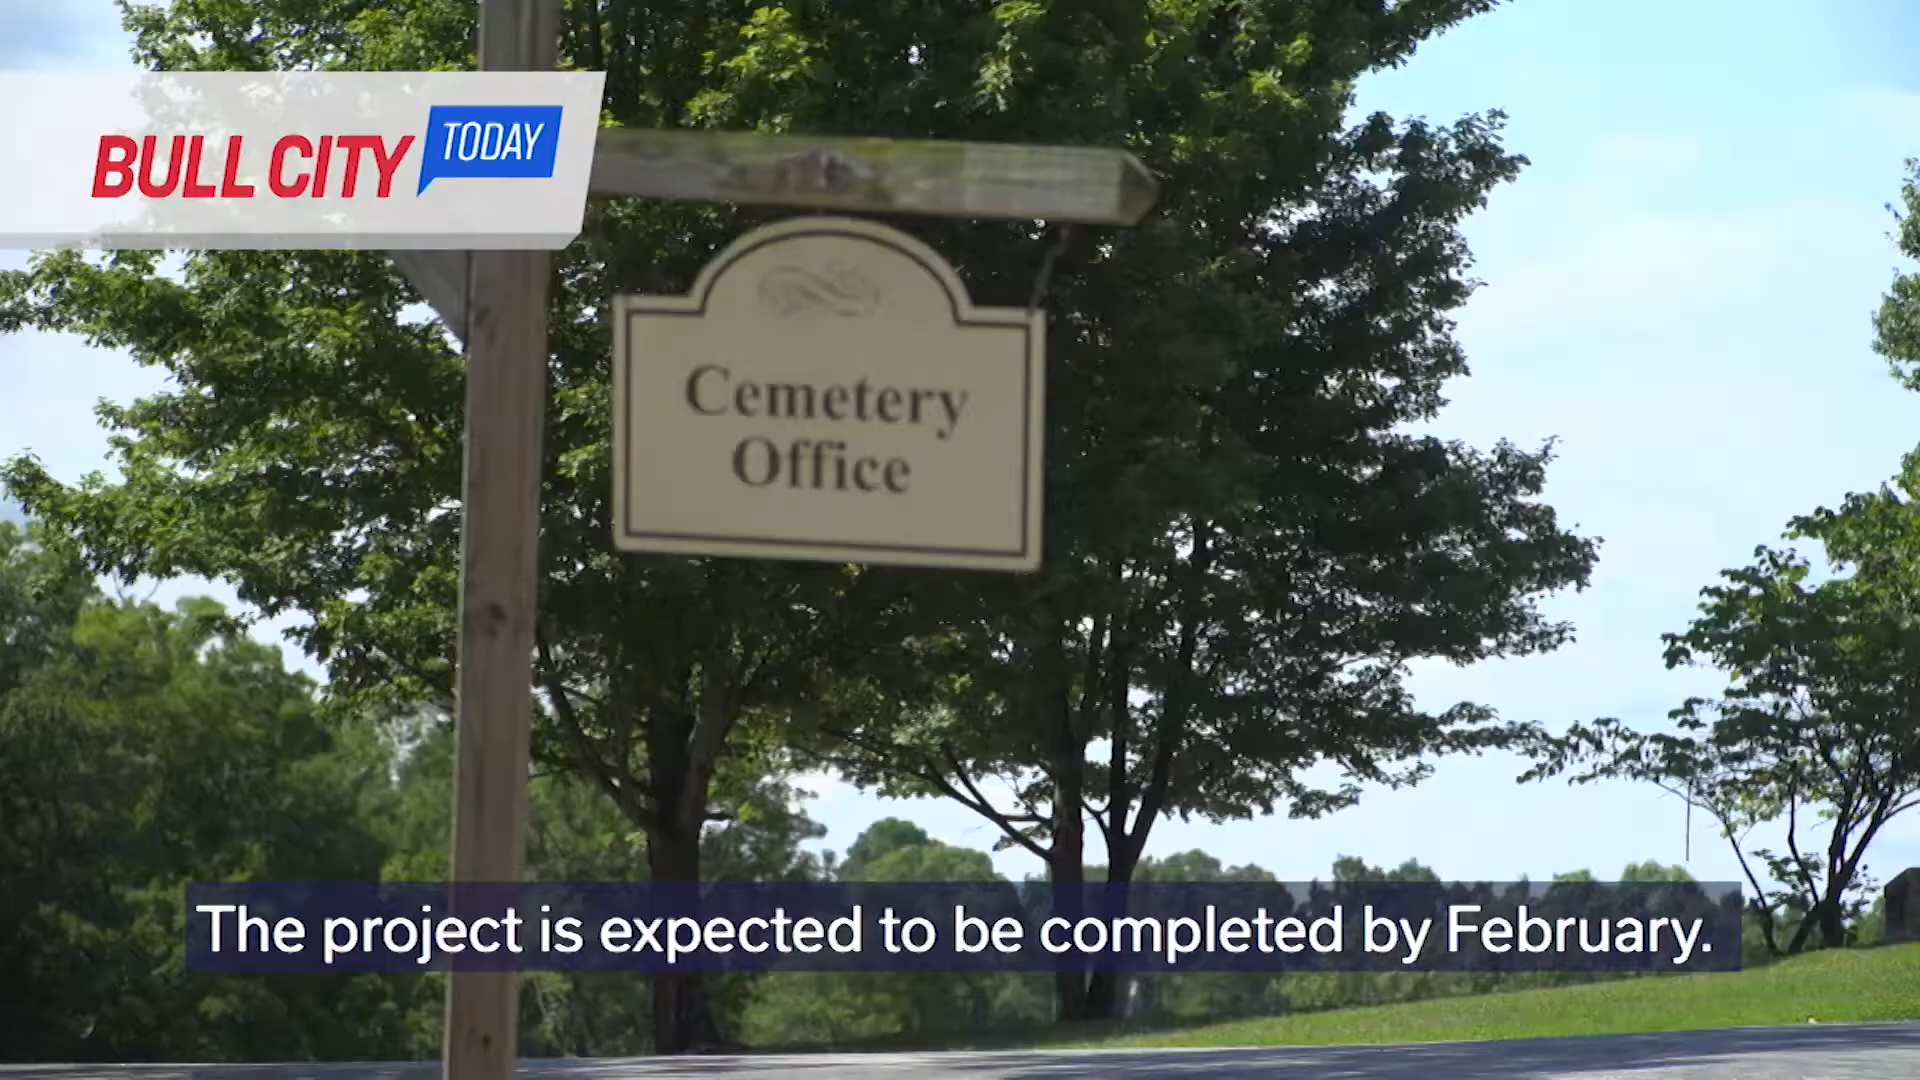 BULL CITY TODAY
Cemetery
Office
The project is expected to be completed by February.